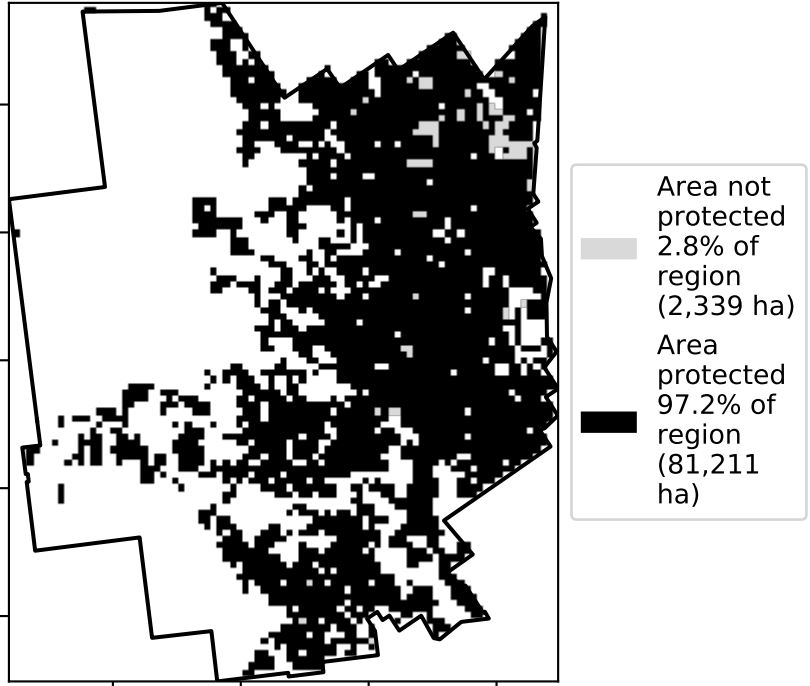 Area not
protected
2.8% of
region
(2,339 ha)
Area
protected
97.2% of
region
(81,211
ha)